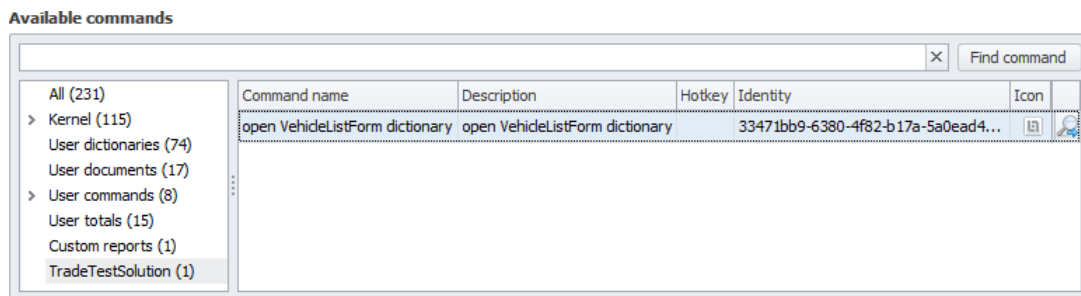 Available commands
Find command
All (231)
Kernel (115)
User dictionaries (74)
User documents (17)
User commands (8)
User totals (15)
Custom reports (1)
TradeTestSolution (1)
Command name Description Hotkey Identity Icon
open VehicleListForm dictionary open VehicleListForm dictionary 33471bb9-6380-4f82-b17a-5a0ead4...